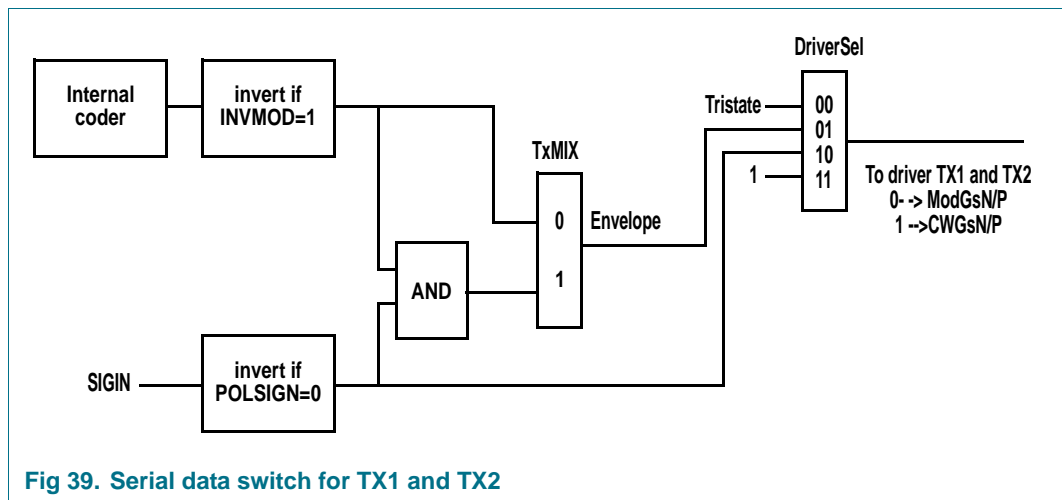 DriverSel
Internal
coder
invert if
INVMOD=1
Tristate
00
01
10
11
1
TxMIX
0
1
Envelope
To driver TX1 and TX2
0- -> ModGsN/P
1 -->CWGsN/P
AND
SIGIN
invert if
POLSIGN=0
Fig 39. Serial data switch for TX1 and TX2